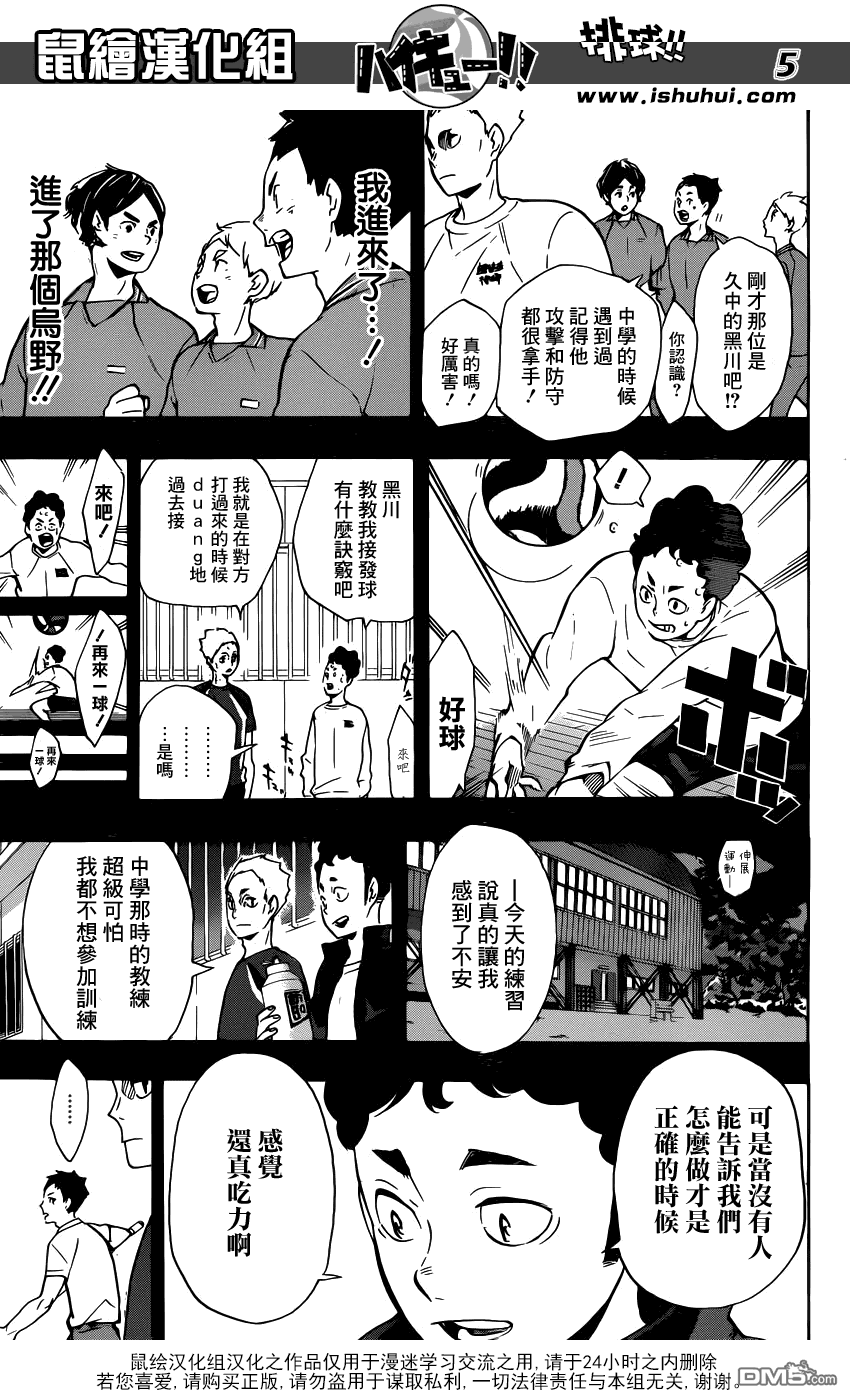 鼠繪漢化組
ハイキュー!!
排球!!
5
www.ishuhui.com
剛才那位是
久中的黑川吧!?
你認識?
中學的時候
遇到過
記得他
攻擊和防守
都很拿手!
真的嗎!
好厲害!
我進來了…!
進了那個烏野!!
!
好球
ボッ
黑川
教教我接發球
有什麼訣竅吧
我就是在對方
打過來的時候
duang地
過去接
………
……是嗎
來吧
來吧!
再來一球!
再來
一球!
伸展
運動—
—今天的練習
說真的讓我
感到了不安
中學那時的教練
超級可怕
我都不想參加訓練
可是當沒有人
能告訴我們
怎麼做才是
正確的時候
感覺
還真吃力啊
……
鼠绘汉化组汉化之作品仅用于漫迷学习交流之用, 请于24小时之内删除
若您喜爱, 请购买正版, 请勿盗用于谋取私利, 一切法律责任与本组无关, 谢谢。
DM5.com